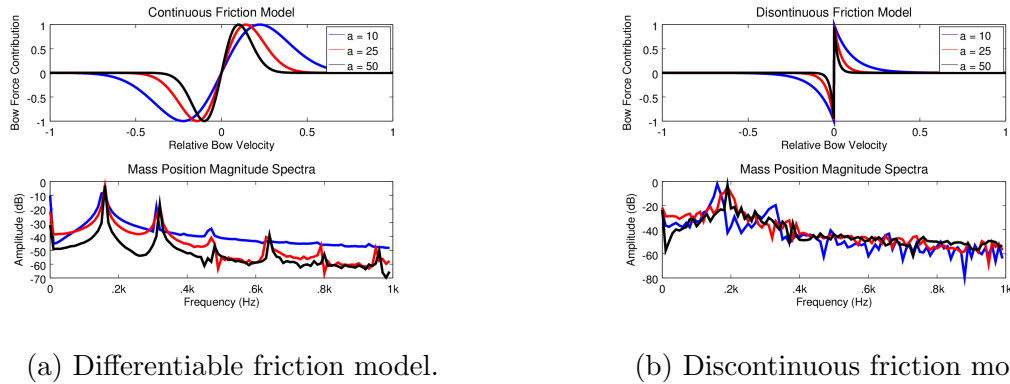 Continuous Friction Model
Bow Force Contribution
1
0.5
0
-0.5
-1
a = 10
a = 25
a = 50
-1
-0.5
0
0.5
1
Relative Bow Velocity
Mass Position Magnitude Spectra
Amplitude (dB)
0
-10
-20
-30
-40
-50
-60
-70
0
.2k
.4k
.6k
.8k
1k
Frequency (Hz)
(a) Differentiable friction model.
Disontinuous Friction Model
Bow Force Contribution
1
0.5
0
-0.5
-1
a = 10
a = 25
a = 50
-1
-0.5
0
0.5
1
Relative Bow Velocity
Mass Position Magnitude Spectra
Amplitude (dB)
0
-20
-40
-60
-80
0
.2k
.4k
.6k
.8k
1k
Frequency (Hz)
(b) Discontinuous friction mo